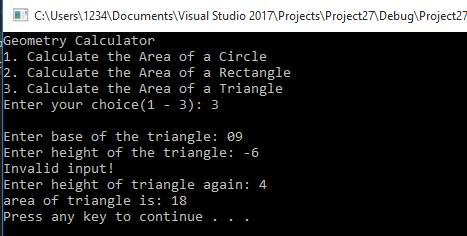 C:\Users\1234\Documents\Visual Studio 2017\Projects\Project27\Debug\Project27
Geometry Calculator
1. Calculate the Area of a Circle
2. Calculate the Area of a Rectangle
3. Calculate the Area of a Triangle
Enter your choice(1 - 3): 3
Enter base of the triangle: 09
Enter height of the triangle: -6
Invalid input!
Enter height of triangle again: 4
area of triangle is: 18
Press any key to continue . . .